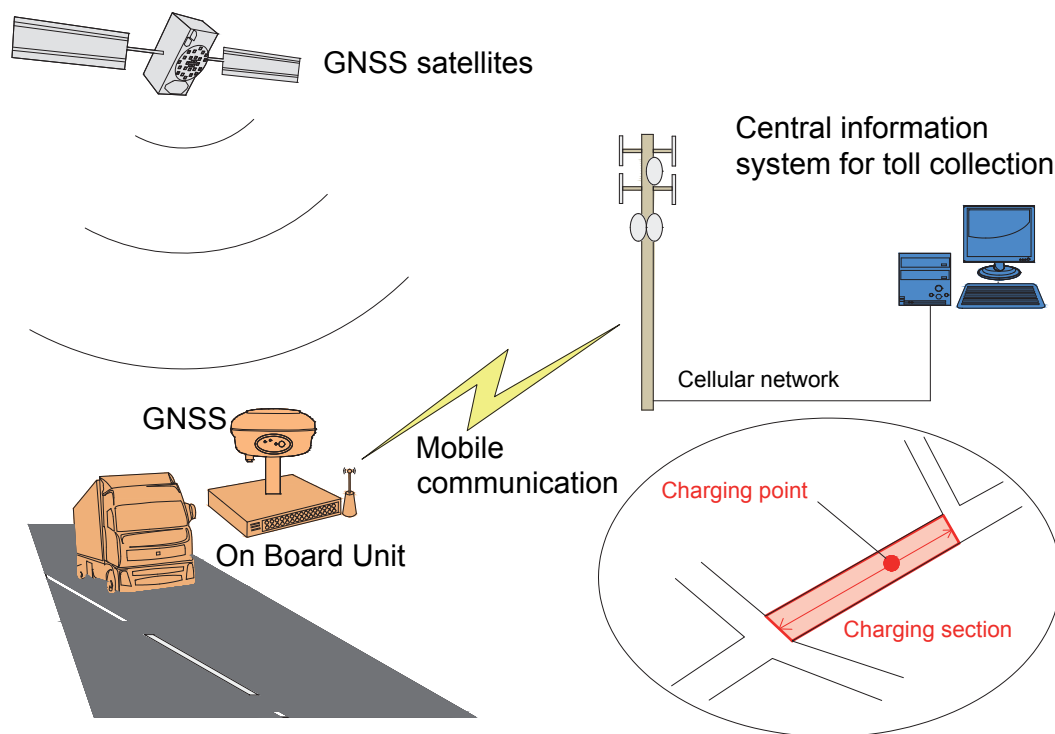 GNSS satellites
Central information
system for toll collection
Cellular network
GNSS
Mobile
communication
On Board Unit
Charging point
Charging section